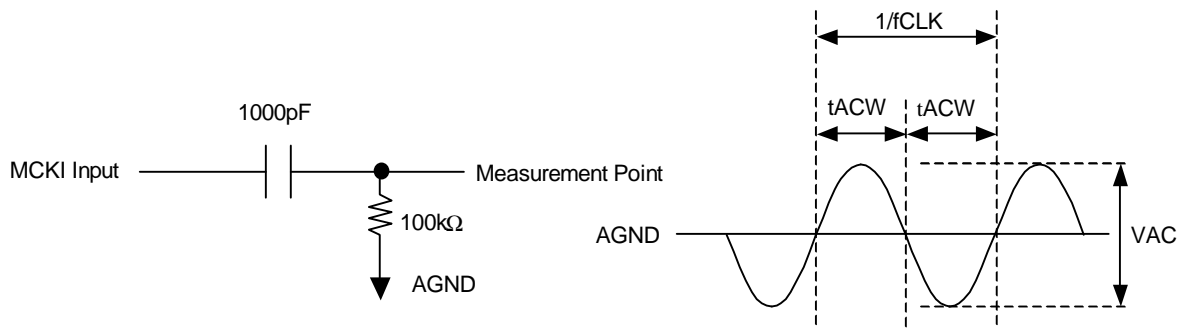 1000pF
MCKI Input
Measurement Point
100kΩ
AGND
1/fCLK
tACW
tACW
AGND
VAC